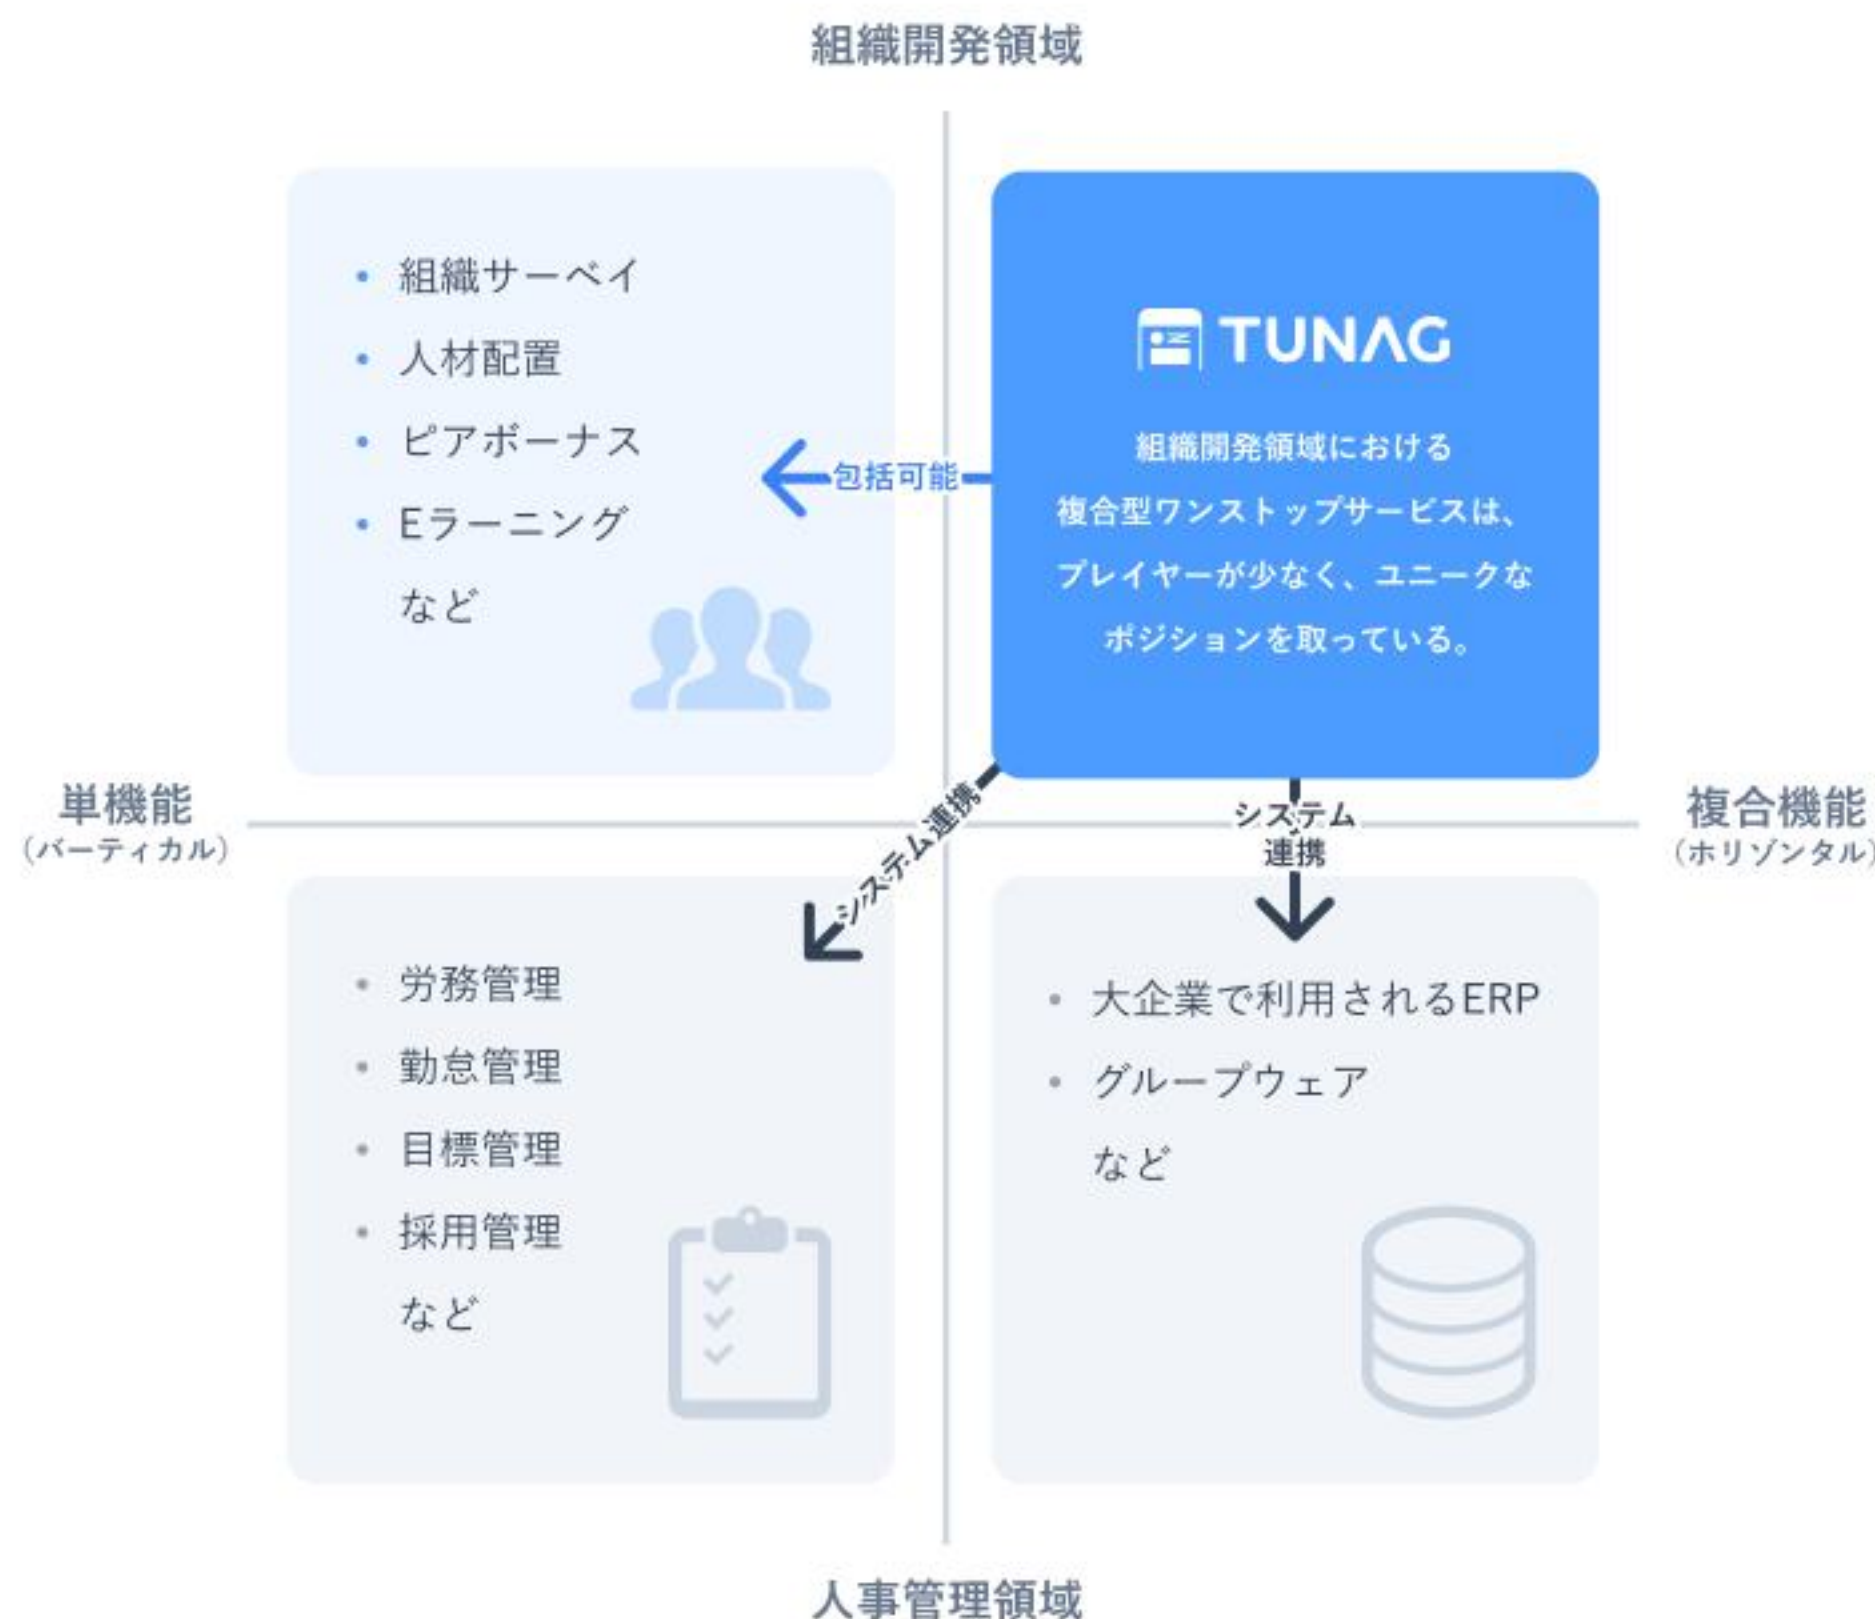 組織開発領域
• 組織サーベイ
• 人材配置
• ピアボーナス
• Eラーニング
など
包括可能
TUNAG
組織開発領域における
複合型ワンストップサービスは、
プレイヤーが少なく、ユニークな
ポジションを取っている。
単機能
（バーティカル）
複合機能
（ホリゾンタル）
システム連携
システム
連携
• 労務管理
• 勤怠管理
• 目標管理
• 採用管理
など
• 大企業で利用されるERP
• グループウェア
など
人事管理領域